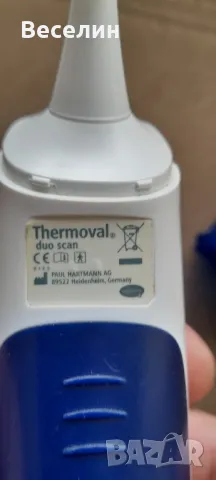 Веселин
Thermoval®
duo scan
CE
PAUL HARTMANN AG
89522 Heidenheim, Germany
BAZAR